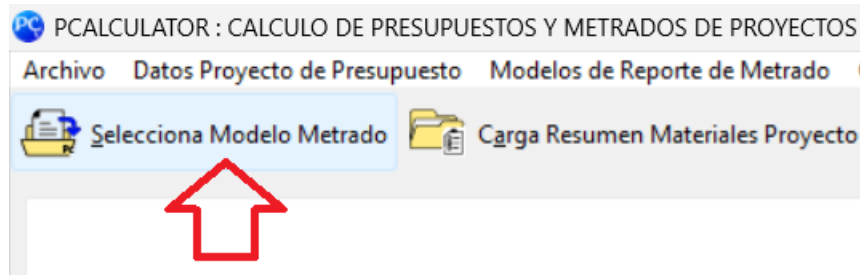 PCALCULATOR : CALCULO DE PRESUPUESTOS Y METRADOS DE PROYECTOS
Archivo Datos Proyecto de Presupuesto Modelos de Reporte de Metrado
Selecciona Modelo Metrado Carga Resumen Materiales Proyecto